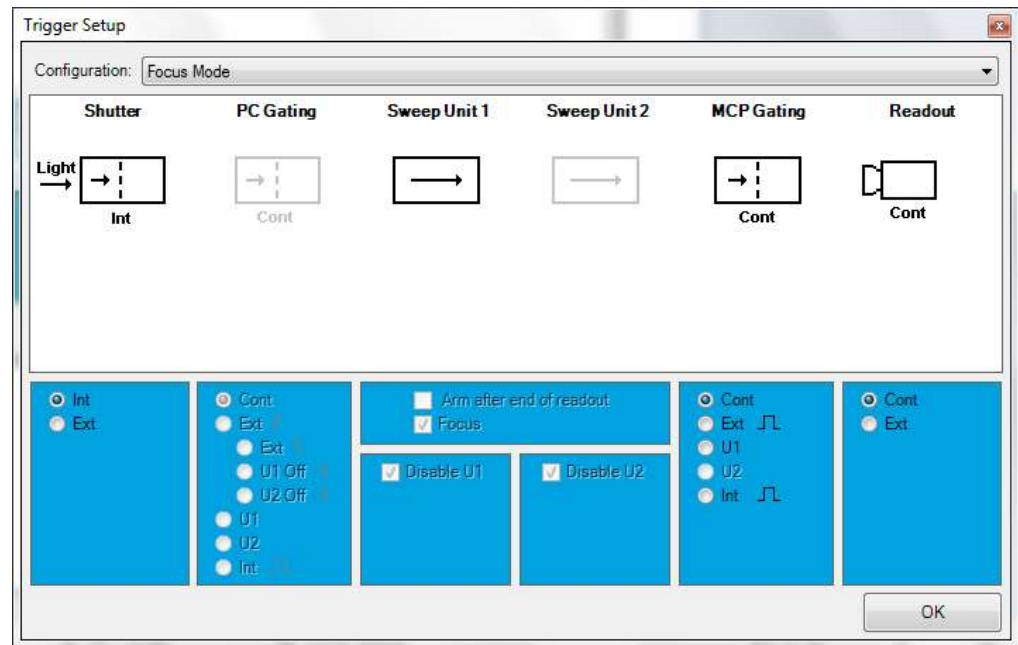 Trigger Setup
Configuration: Focus Mode
Shutter PC Gating Sweep Unit 1 Sweep Unit 2 MCP Gating Readout
Light
Int Cont Cont Cont
Int
Ext
Cont
Ext
Ext
U1 Off
U2 Off
U1
U2
Int
Arm after end of readout
Focus
Disable U1
Disable U2
Cont
Ext
U1
U2
Int
Cont
Ext
OK